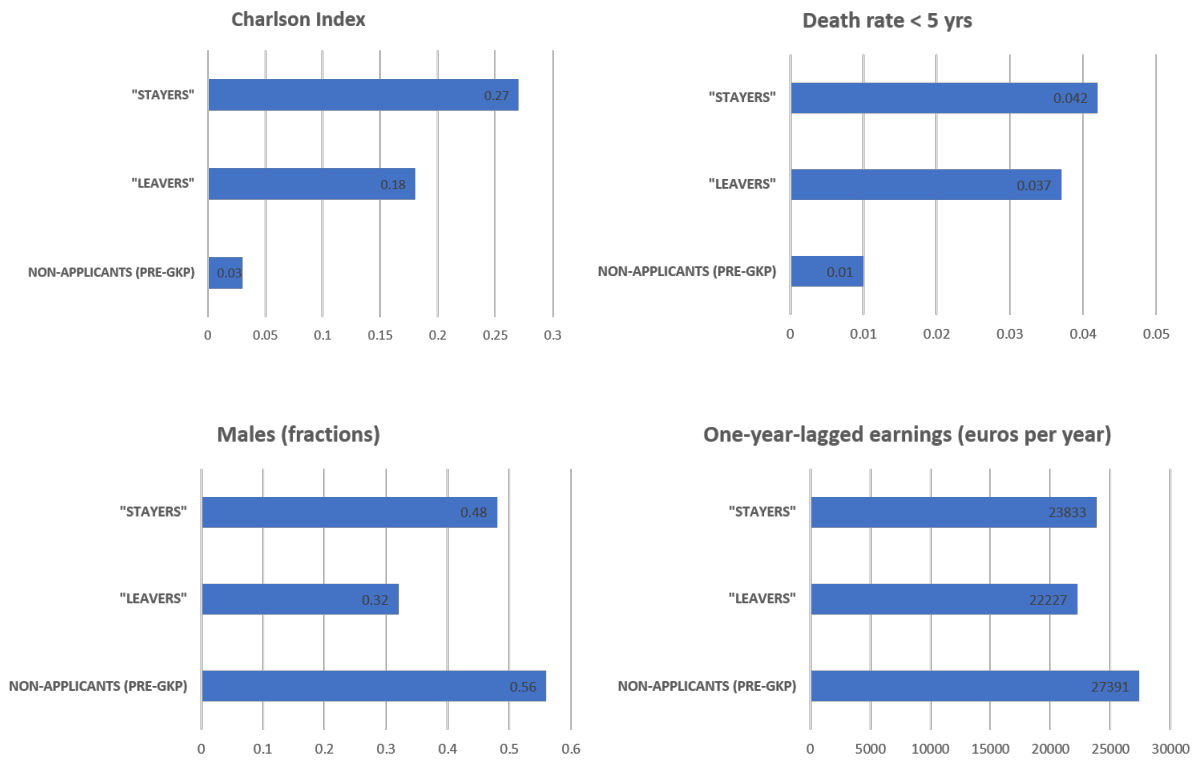 Charlson Index
"STAYERS"
0.27
"LEAVERS"
0.18
NON-APPLICANTS (PRE-GKP)
0.03
0 0.05 0.1 0.15 0.2 0.25 0.3
Death rate < 5 yrs
"STAYERS"
0.042
"LEAVERS"
0.037
NON-APPLICANTS (PRE-GKP)
0.01
0 0.01 0.02 0.03 0.04 0.05
Males (fractions)
"STAYERS"
0.48
"LEAVERS"
0.32
NON-APPLICANTS (PRE-GKP)
0.56
0 0.1 0.2 0.3 0.4 0.5 0.6
One-year-lagged earnings (euros per year)
"STAYERS"
23833
"LEAVERS"
22227
NON-APPLICANTS (PRE-GKP)
27391
0 5000 10000 15000 20000 25000 30000